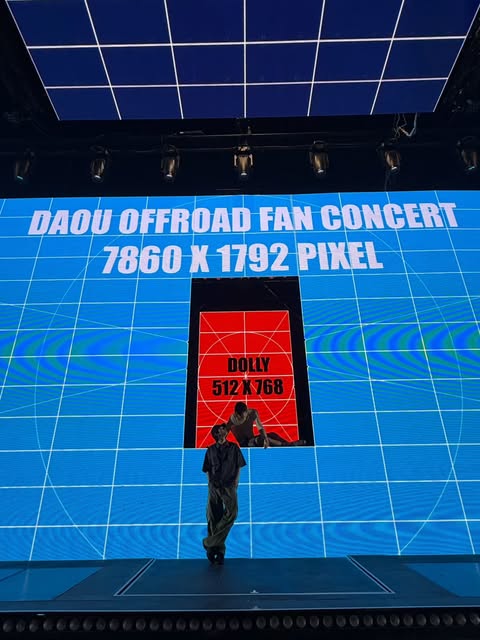 DAOU OFFROAD FAN CONCERT
7860 X 1792 PIXEL
DOLLY
512 X 768